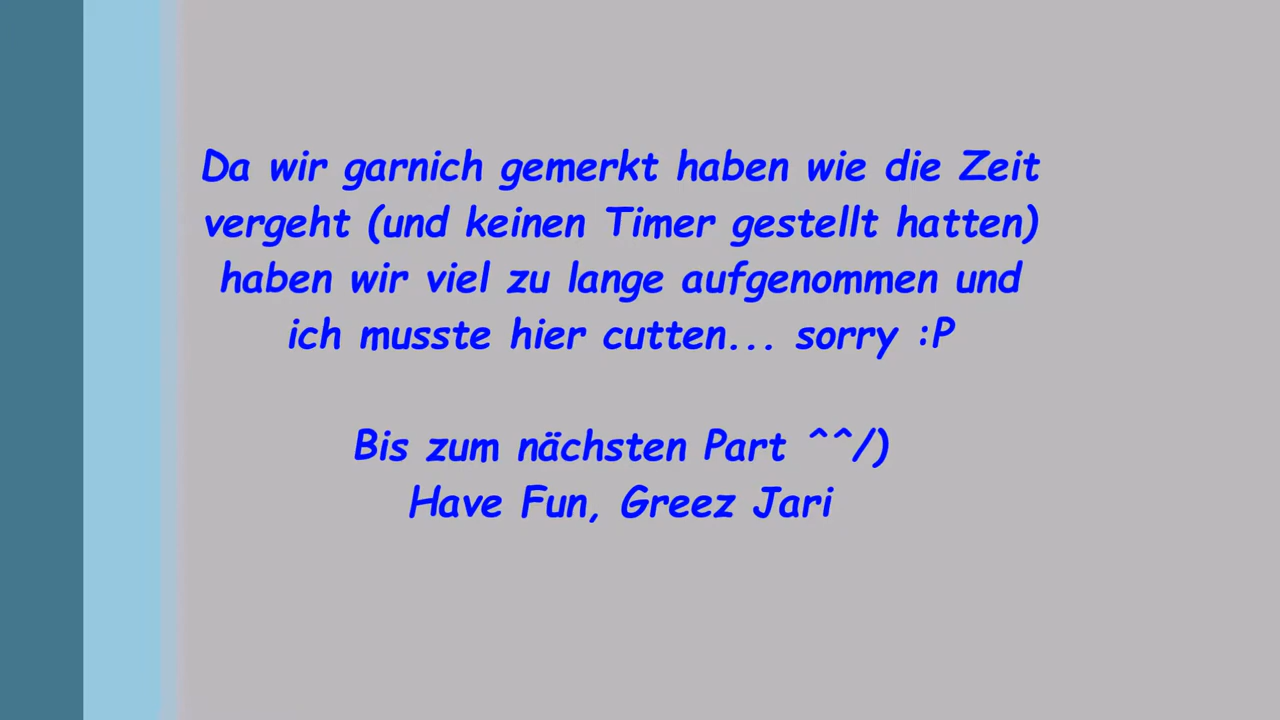 Da wir garnich gemerkt haben wie die Zeit
vergeht (und keinen Timer gestellt hatten)
haben wir viel zu lange aufgenommen und
ich musste hier cutten... sorry :P
Bis zum nächsten Part ^^/)
Have Fun, Greez Jari